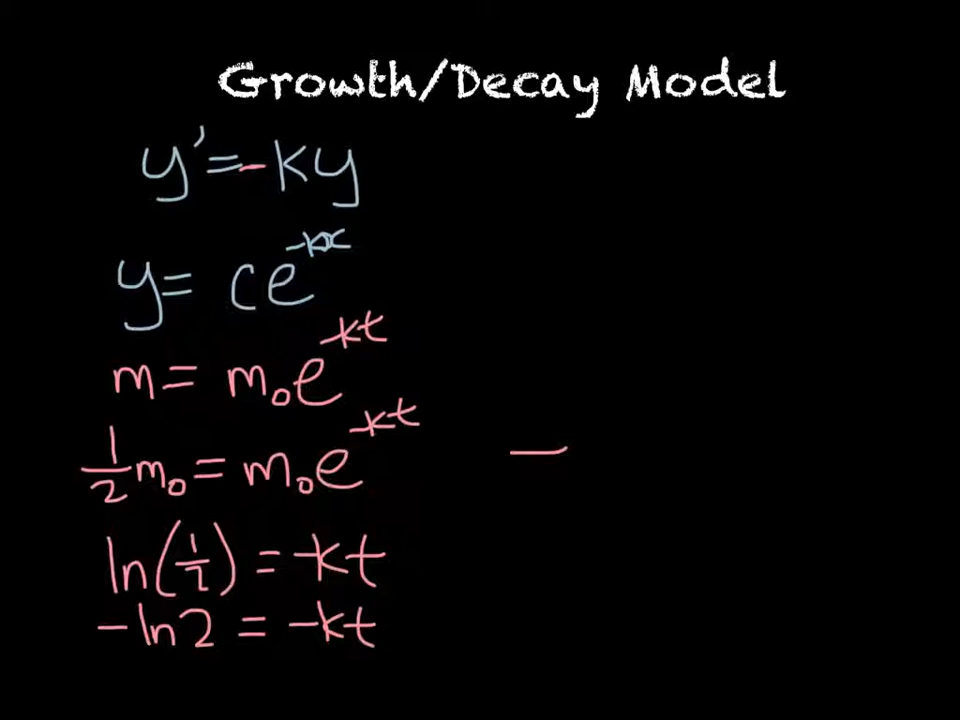 Growth/Decay Model
y' = -ky
y = ce^{-kx}
m = m₀e^{-kt}
½m₀ = m₀e^{-kt}
ln(½) = -kt
-ln2 = -kt